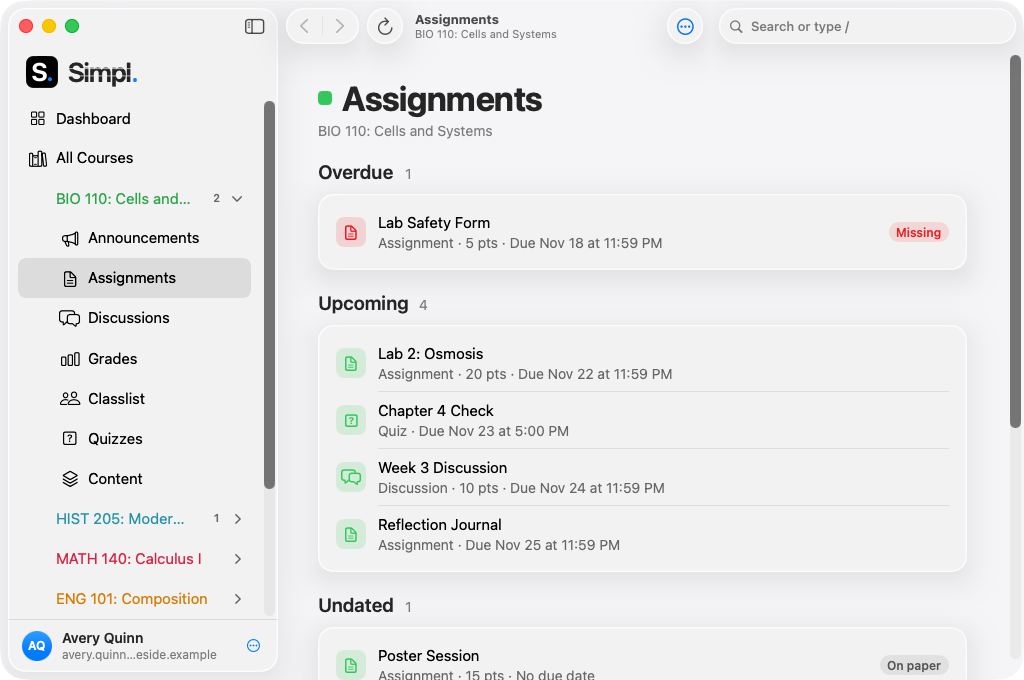 Assignments
BIO 110: Cells and Systems
Search or type /
S.
Simpl.
Dashboard
All Courses
BIO 110: Cells and... 2
Announcements
Assignments
Discussions
Grades
Classlist
Quizzes
Content
HIST 205: Moder... 1
MATH 140: Calculus I
ENG 101: Composition
AQ
Avery Quinn
avery.quinn...eside.example
Assignments
BIO 110: Cells and Systems
Overdue 1
Lab Safety Form
Assignment · 5 pts · Due Nov 18 at 11:59 PM
Missing
Upcoming 4
Lab 2: Osmosis
Assignment · 20 pts · Due Nov 22 at 11:59 PM
Chapter 4 Check
Quiz · Due Nov 23 at 5:00 PM
Week 3 Discussion
Discussion · 10 pts · Due Nov 24 at 11:59 PM
Reflection Journal
Assignment · Due Nov 25 at 11:59 PM
Undated 1
Poster Session
Assignment · 15 pts · No due date
On paper